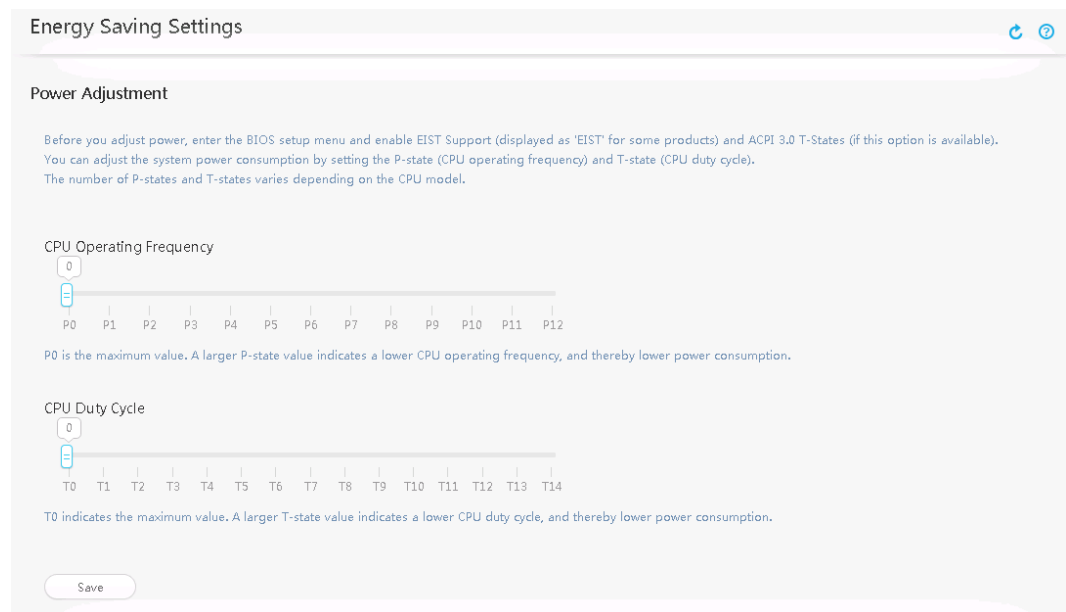 Energy Saving Settings
Power Adjustment
Before you adjust power, enter the BIOS setup menu and enable EIST Support (displayed as 'EIST' for some products) and ACPI 3.0 T-States (if this option is available).
You can adjust the system power consumption by setting the P-state (CPU operating frequency) and T-state (CPU duty cycle).
The number of P-states and T-states varies depending on the CPU model.
CPU Operating Frequency
0
P0 P1 P2 P3 P4 P5 P6 P7 P8 P9 P10 P11 P12
P0 is the maximum value. A larger P-state value indicates a lower CPU operating frequency, and thereby lower power consumption.
CPU Duty Cycle
0
T0 T1 T2 T3 T4 T5 T6 T7 T8 T9 T10 T11 T12 T13 T14
T0 indicates the maximum value. A larger T-state value indicates a lower CPU duty cycle, and thereby lower power consumption.
Save